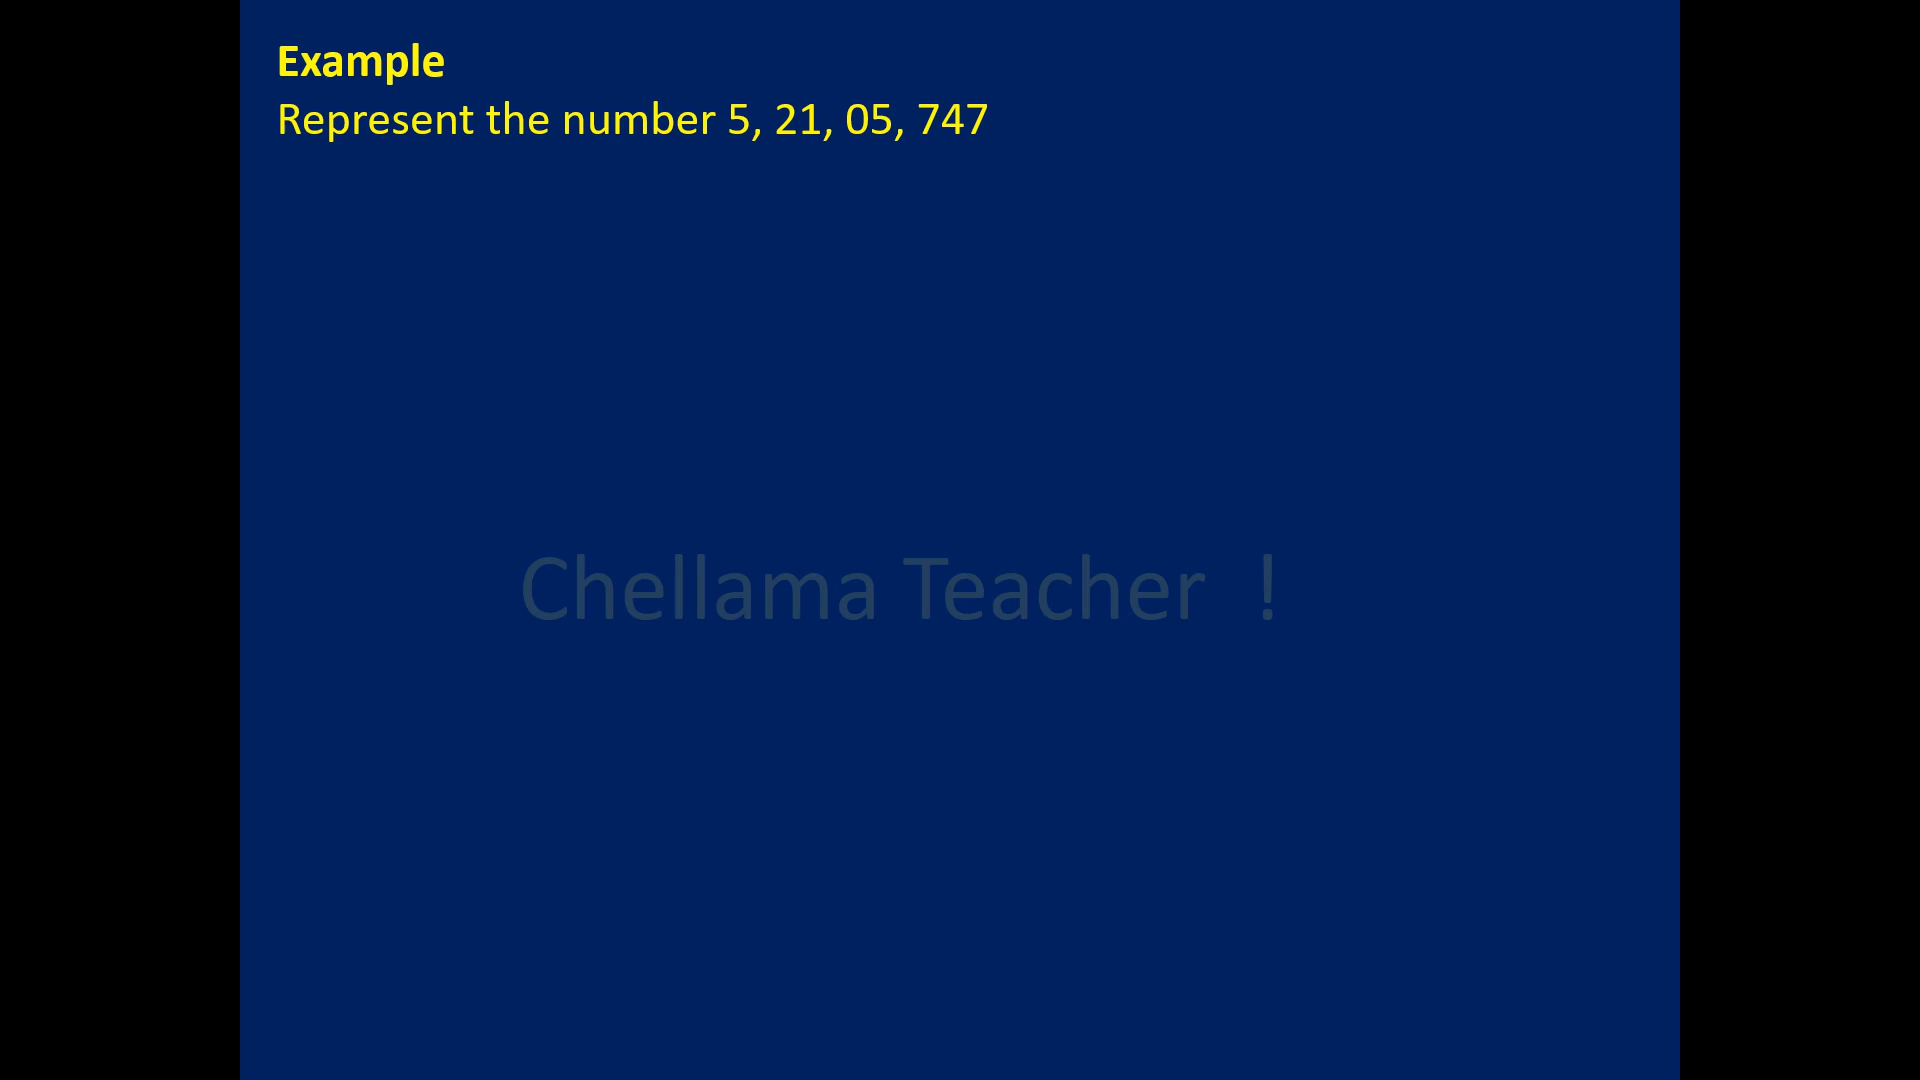 Example
Represent the number 5, 21, 05, 747
Chellama Teacher !